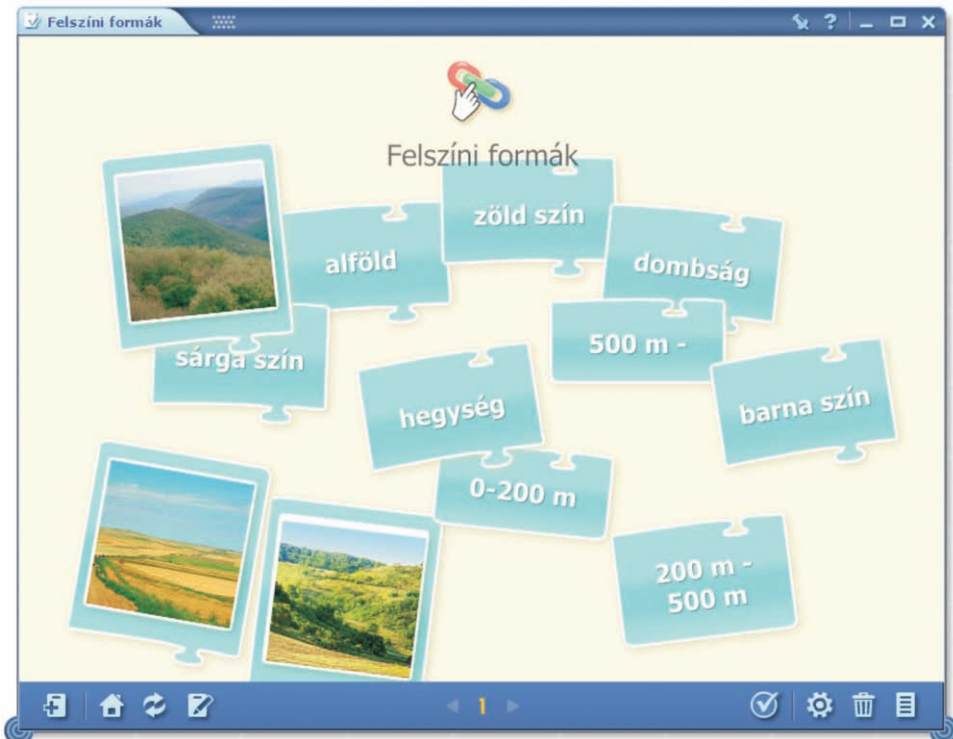 Felszíni formák
?
Felszíni formák
zöld szín
alföld
dombság
500 m -
sárga szín
barna szín
hegység
0-200 m
200 m -
500 m
1